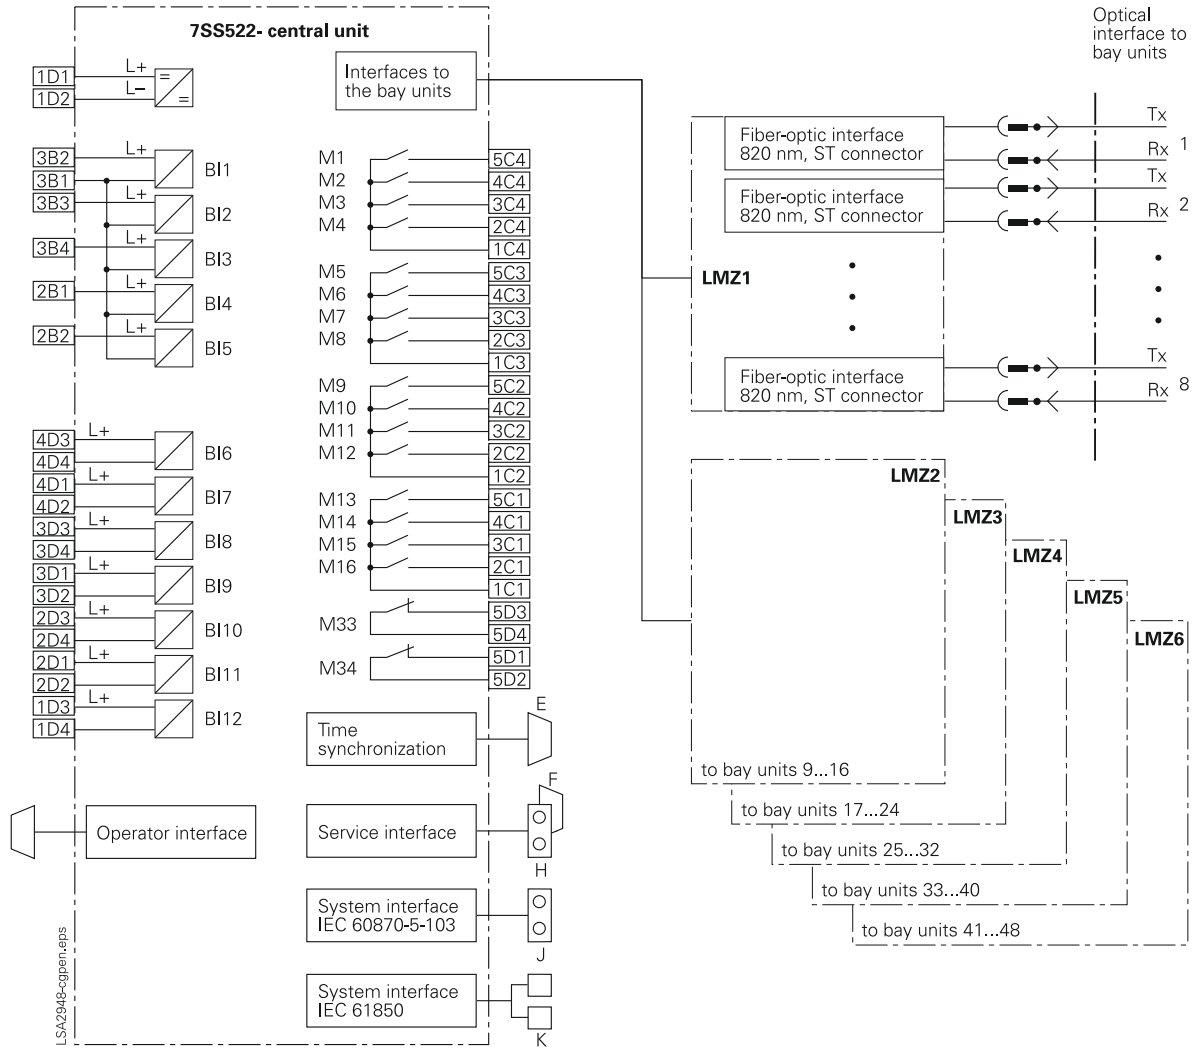 Optical
interface to
bay units
7SS522- central unit
Interfaces to
the bay units
1D1 L+ = =
1D2 L–
3B2 L+ BI1
3B1
3B3 L+ BI2
3B4 L+ BI3
2B1 L+ BI4
2B2 L+ BI5
4D3 L+ BI6
4D4
4D1 L+ BI7
4D2
3D3 L+ BI8
3D4
3D1 L+ BI9
3D2
2D3 L+ BI10
2D4
2D1 L+ BI11
2D2
1D3 L+ BI12
1D4
M1 5C4
M2 4C4
M3 3C4
M4 2C4
1C4
M5 5C3
M6 4C3
M7 3C3
M8 2C3
1C3
M9 5C2
M10 4C2
M11 3C2
M12 2C2
1C2
M13 5C1
M14 4C1
M15 3C1
M16 2C1
1C1
M33 5D3
5D4
M34 5D1
5D2
Time
synchronization
E
Operator interface
Service interface
F
H
System interface
IEC 60870-5-103
J
System interface
IEC 61850
K
LSA2948-cgpen.eps
LMZ1
Fiber-optic interface
820 nm, ST connector
Tx
Rx 1
Fiber-optic interface
820 nm, ST connector
Tx
Rx 2
Fiber-optic interface
820 nm, ST connector
Tx
Rx 8
LMZ2
LMZ3
LMZ4
LMZ5
LMZ6
to bay units 9...16
to bay units 17...24
to bay units 25...32
to bay units 33...40
to bay units 41...48